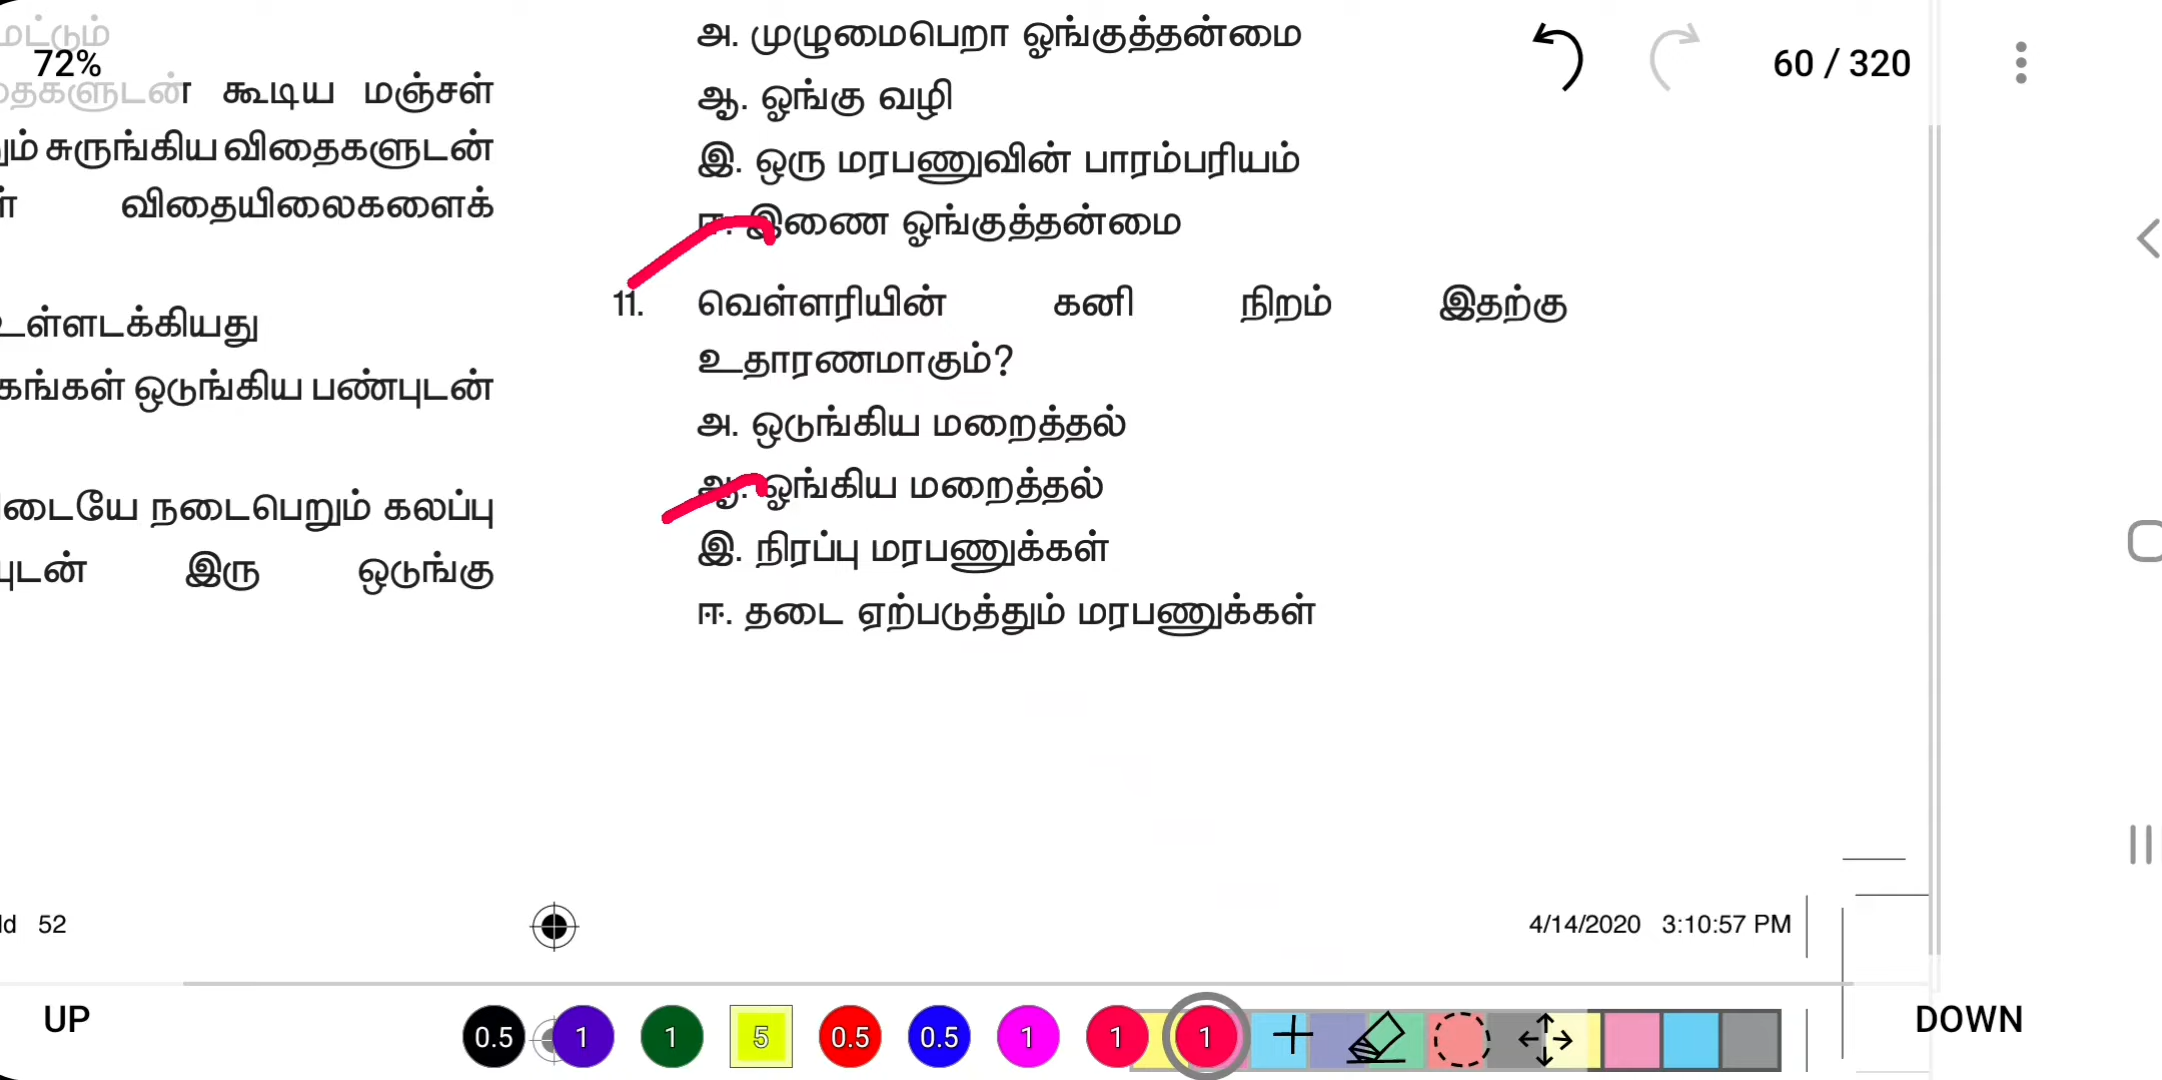 மட்டும்
72%
கூடிய மஞ்சள்
சுருங்கிய விதைகளுடன்
விதையிலைகளைக்
உள்ளடக்கியது
ஒடுங்கிய பண்புடன்
நடைபெறும் கலப்பு
இரு ஒடுங்கு
அ. முழுமைபெறா ஓங்குத்தன்மை
ஆ. ஓங்கு வழி
இ. ஒரு மரபணுவின் பாரம்பரியம்
ஈ. இணை ஓங்குத்தன்மை
11. வெள்ளரியின் கனி நிறம் இதற்கு
உதாரணமாகும்?
அ. ஒடுங்கிய மறைத்தல்
ஆ. ஓங்கிய மறைத்தல்
இ. நிரப்பு மரபணுக்கள்
ஈ. தடை ஏற்படுத்தும் மரபணுக்கள்
60 / 320
52
4/14/2020 3:10:57 PM
UP
0.5 1 1 5 0.5 0.5 1 1 1
DOWN